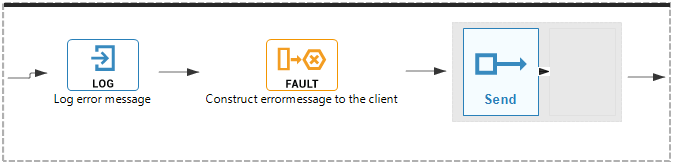 LOG
Log error message
FAULT
Construct errormessage to the client
Send